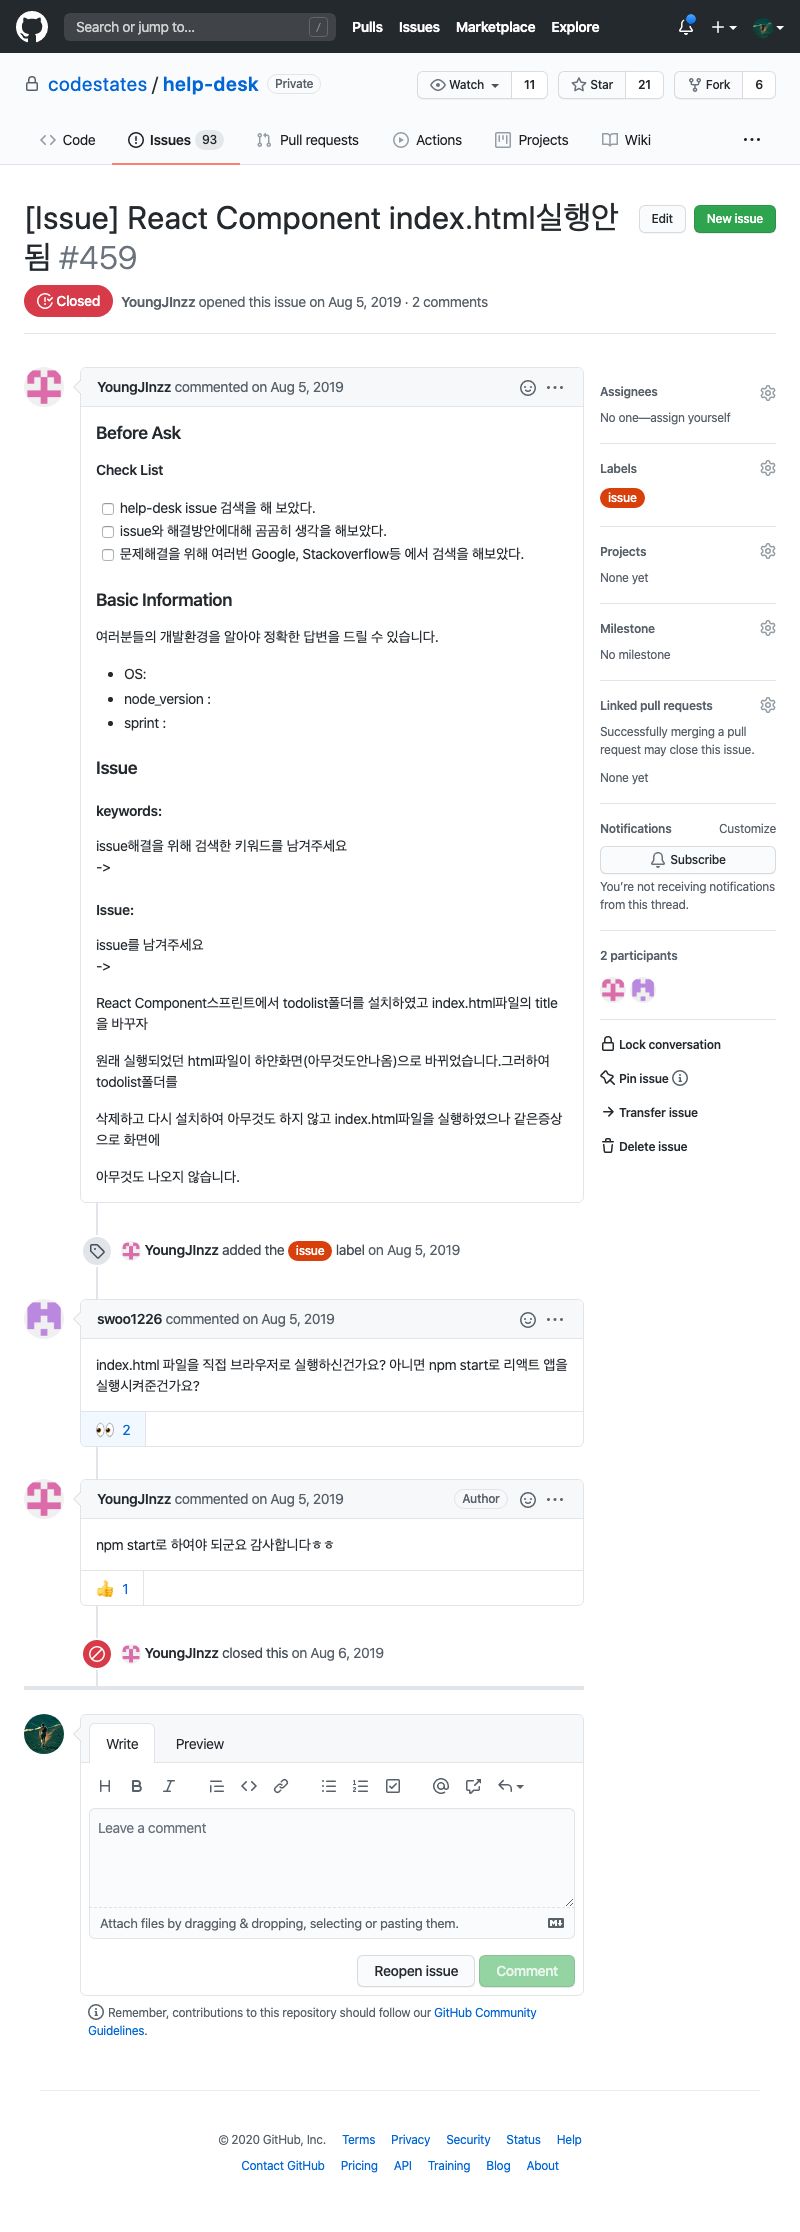 Search or jump to... /
Pulls Issues Marketplace Explore
codestates / help-desk Private
Watch 11 Star 21 Fork 6
Code Issues 93 Pull requests Actions Projects Wiki ...
[Issue] React Component index.html실행안
됨 #459
Edit New issue
Closed YoungJInzz opened this issue on Aug 5, 2019 · 2 comments
YoungJInzz commented on Aug 5, 2019
Before Ask
Check List
help-desk issue 검색을 해 보았다.
issue와 해결방안에대해 곰곰히 생각을 해보았다.
문제해결을 위해 여러번 Google, Stackoverflow등 에서 검색을 해보았다.
Basic Information
여러분들의 개발환경을 알아야 정확한 답변을 드릴 수 있습니다.
• OS:
• node_version :
• sprint :
Issue
keywords:
issue해결을 위해 검색한 키워드를 남겨주세요
->
Issue:
issue를 남겨주세요
->
React Component스프린트에서 todolist폴더를 설치하였고 index.html파일의 title
을 바꾸자
원래 실행되었던 html파일이 하얀화면(아무것도안나옴)으로 바뀌었습니다.그러하여
todolist폴더를
삭제하고 다시 설치하여 아무것도 하지 않고 index.html파일을 실행하였으나 같은증상
으로 화면에
아무것도 나오지 않습니다.
Assignees
No one—assign yourself
Labels
issue
Projects
None yet
Milestone
No milestone
Linked pull requests
Successfully merging a pull
request may close this issue.
None yet
Notifications Customize
Subscribe
You're not receiving notifications
from this thread.
2 participants
Lock conversation
Pin issue
Transfer issue
Delete issue
YoungJInzz added the issue label on Aug 5, 2019
swoo1226 commented on Aug 5, 2019
index.html 파일을 직접 브라우저로 실행하신건가요? 아니면 npm start로 리액트 앱을
실행시켜준건가요?
👀 2
YoungJInzz commented on Aug 5, 2019 Author
npm start로 하여야 되군요 감사합니다ㅎㅎ
👍 1
YoungJInzz closed this on Aug 6, 2019
Write Preview
H B I
Leave a comment
Attach files by dragging & dropping, selecting or pasting them.
Reopen issue Comment
Remember, contributions to this repository should follow our GitHub Community
Guidelines.
© 2020 GitHub, Inc. Terms Privacy Security Status Help
Contact GitHub Pricing API Training Blog About